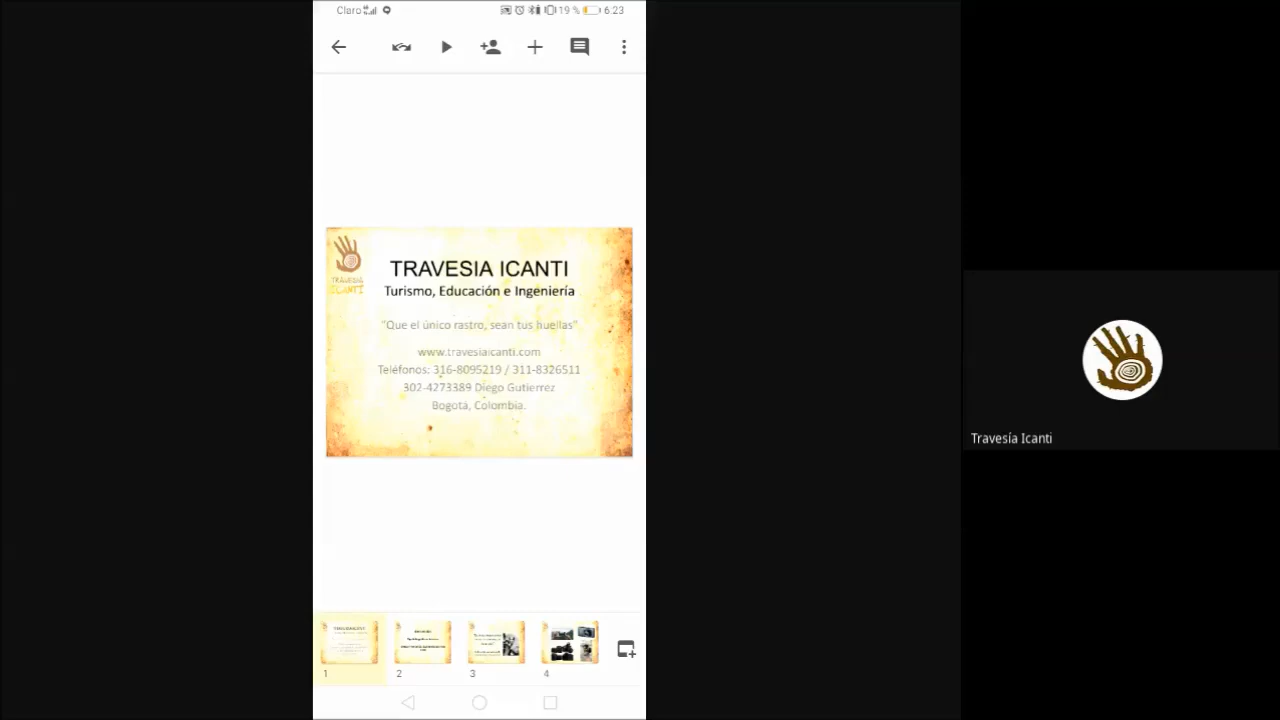 Claro
19 %
6:23
TRAVESIA
ICANTI
TRAVESIA ICANTI
Turismo, Educación e Ingeniería
"Que el único rastro, sean tus huellas"
www.travesiaicanti.com
Teléfonos: 316-8095219 / 311-8326511
302-4273389 Diego Gutierrez
Bogotá, Colombia.
Travesía Icanti
1
2
3
4